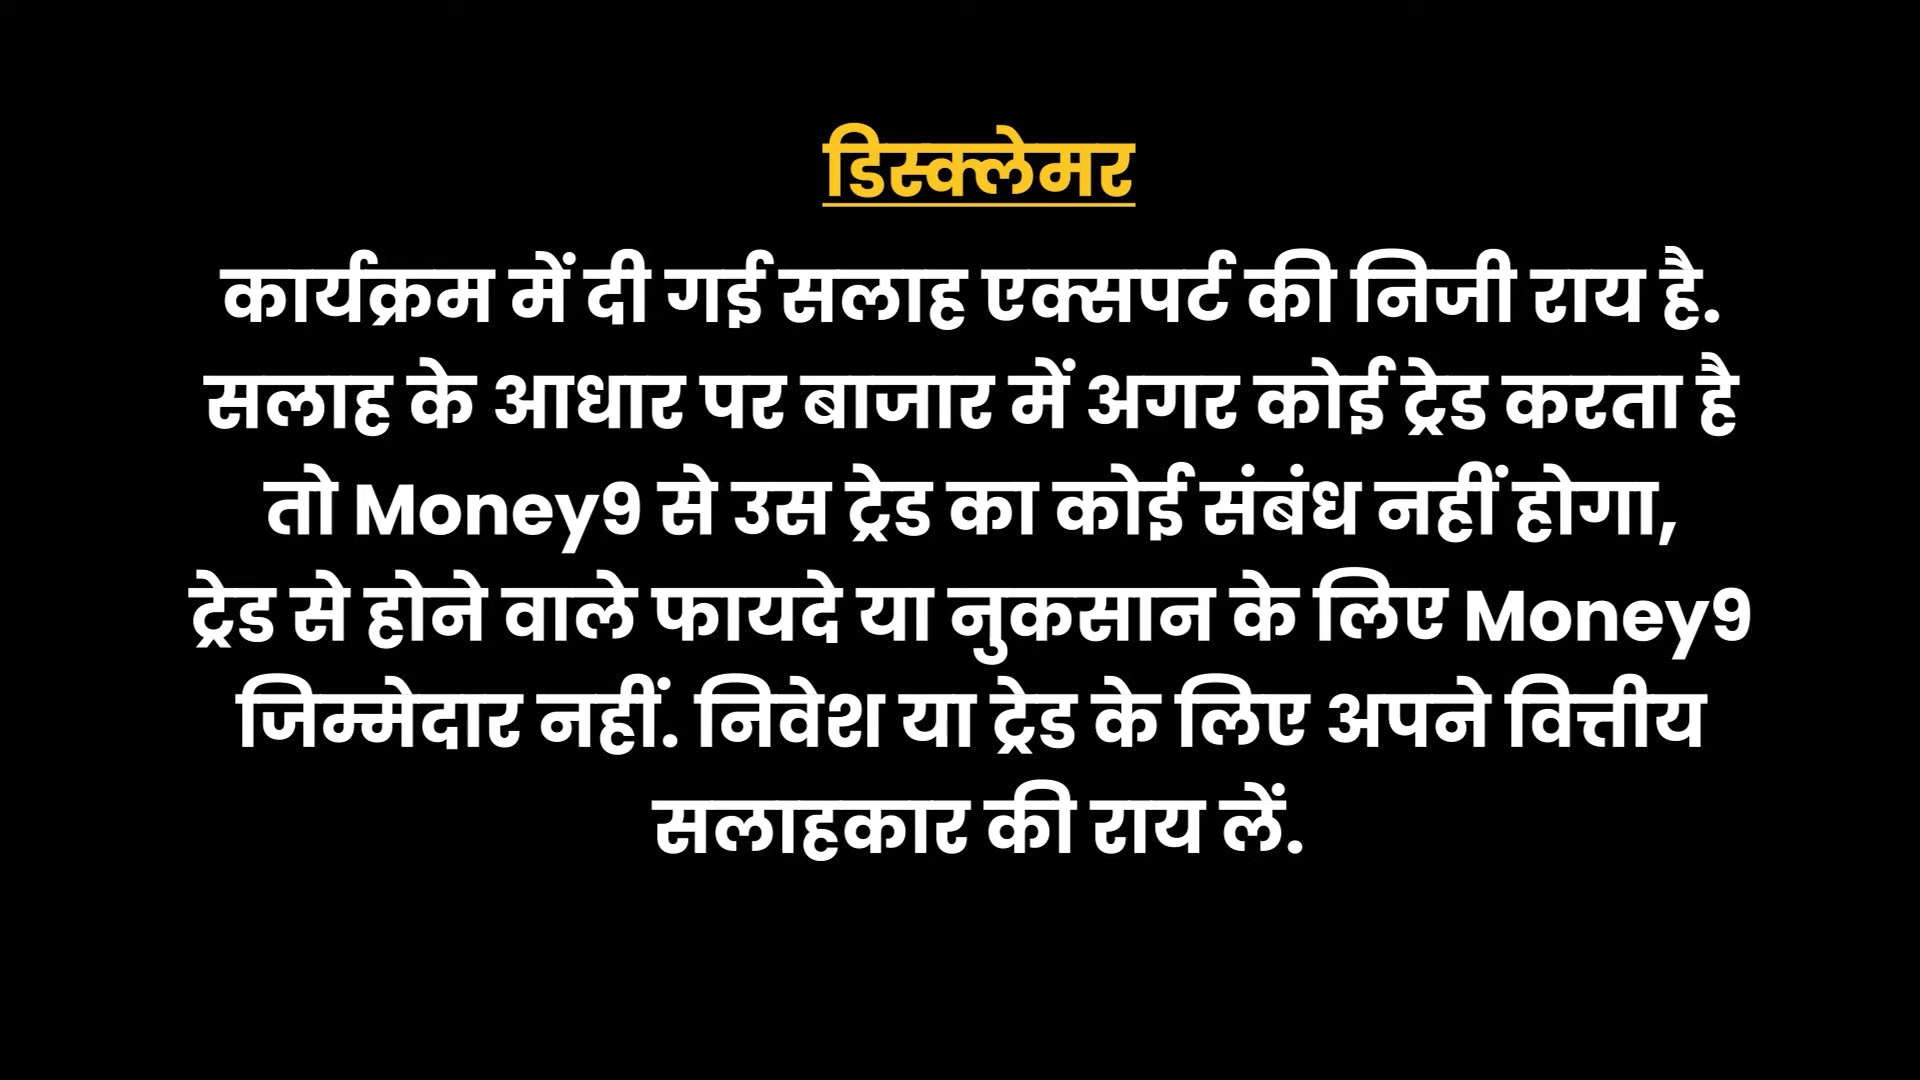 डिस्क्लेमर
कार्यक्रम में दी गई सलाह एक्सपर्ट की निजी राय है.
सलाह के आधार पर बाजार में अगर कोई ट्रेड करता है
तो Money9 से उस ट्रेड का कोई संबंध नहीं होगा,
ट्रेड से होने वाले फायदे या नुकसान के लिए Money9
जिम्मेदार नहीं. निवेश या ट्रेड के लिए अपने वित्तीय
सलाहकार की राय लें.